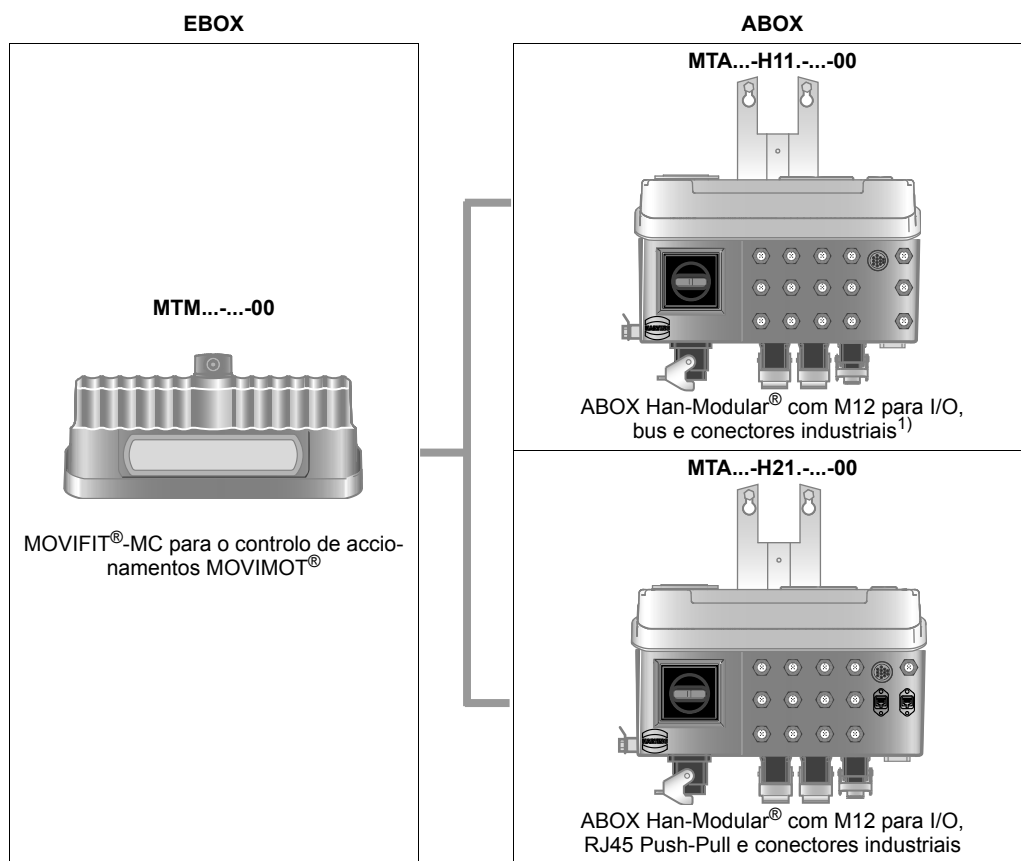 EBOX
ABOX
MTM...-...-00
MOVIFIT®-MC para o controlo de accio-
namentos MOVIMOT®
MTA...-H11.-...-00
ABOX Han-Modular® com M12 para I/O,
bus e conectores industriais1)
MTA...-H21.-...-00
ABOX Han-Modular® com M12 para I/O,
RJ45 Push-Pull e conectores industriais